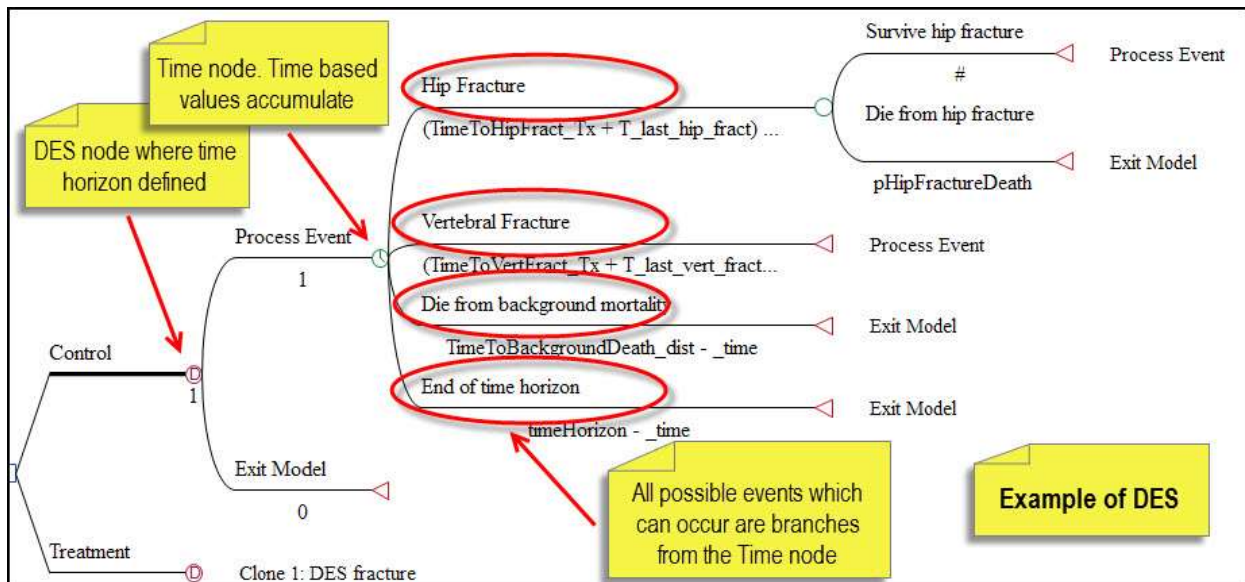 Time node. Time based
values accumulate
DES node where time
horizon defined
Survive hip fracture
Process Event
#
Hip Fracture
(TimeToHipFract_Tx + T_last_hip_fract) ...
Die from hip fracture
Exit Model
pHipFractureDeath
Process Event
1
Vertebral Fracture
Process Event
(TimeToVertFract_Tx + T_last_vert_fract...
Die from background mortality
Exit Model
TimeToBackgroundDeath_dist - _time
Control
D
1
End of time horizon
Exit Model
timeHorizon - _time
Exit Model
0
All possible events which
can occur are branches
from the Time node
Example of DES
Treatment
D
Clone 1: DES fracture